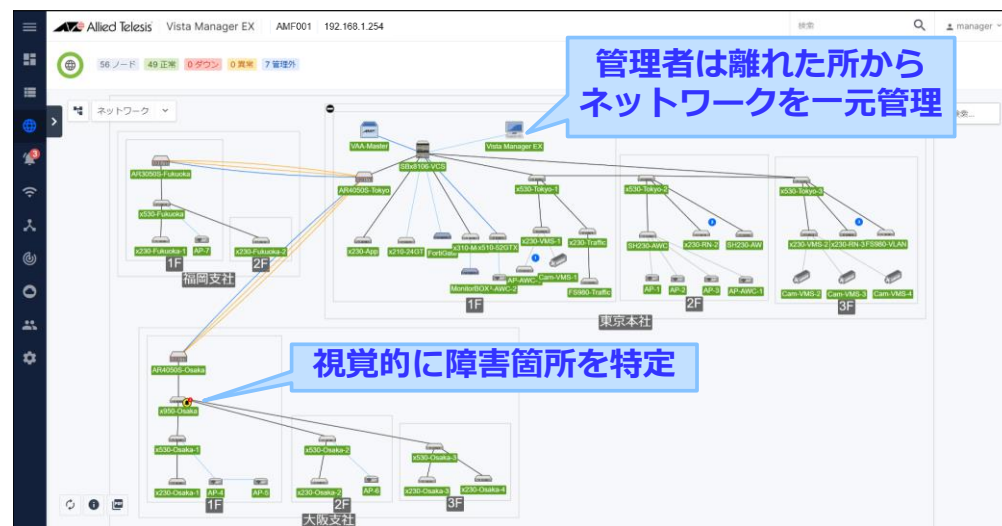 Allied Telesis Vista Manager EX AMF001 192.168.1.254 検索 manager
56 ノード 49 正常 0 ダウン 0 異常 7 管理外
管理者は離れた所から
ネットワークを一元管理
ネットワーク
検索...
3
VAA-Master
Vista Manager EX
SBx8106-VCS
AR3050S-Fukuoka
AR4050S-Tokyo
x530-Tokyo-1
x530-Tokyo-2
x530-Tokyo-3
x530-Fukuoka
x230-Fukuoka-1
AP-7
x230-Fukuoka-2
1F
2F
福岡支社
x230-App
x210-24GT
FortiGate
x510-52GTX
x230-VMS-1
x230-Traffic
MonitorBOX
Cam-VMS-1
FS980-Traffic
1F
SH230-AWC
x230-RN-2
SH230-AW
AP-1
AP-2
AP-3
AP-AWC-1
2F
x230-VMS-2
x230-RN-3
FS980-VLAN
Cam-VMS-2
Cam-VMS-3
Cam-VMS-4
3F
東京本社
視覚的に障害箇所を特定
AR4050S-Osaka
x950-Osaka
x530-Osaka-1
x530-Osaka-2
x530-Osaka-3
x230-Osaka-1
AP-4
AP-5
x230-Osaka-2
AP-6
x230-Osaka-3
x230-Osaka-4
1F
2F
3F
大阪支社